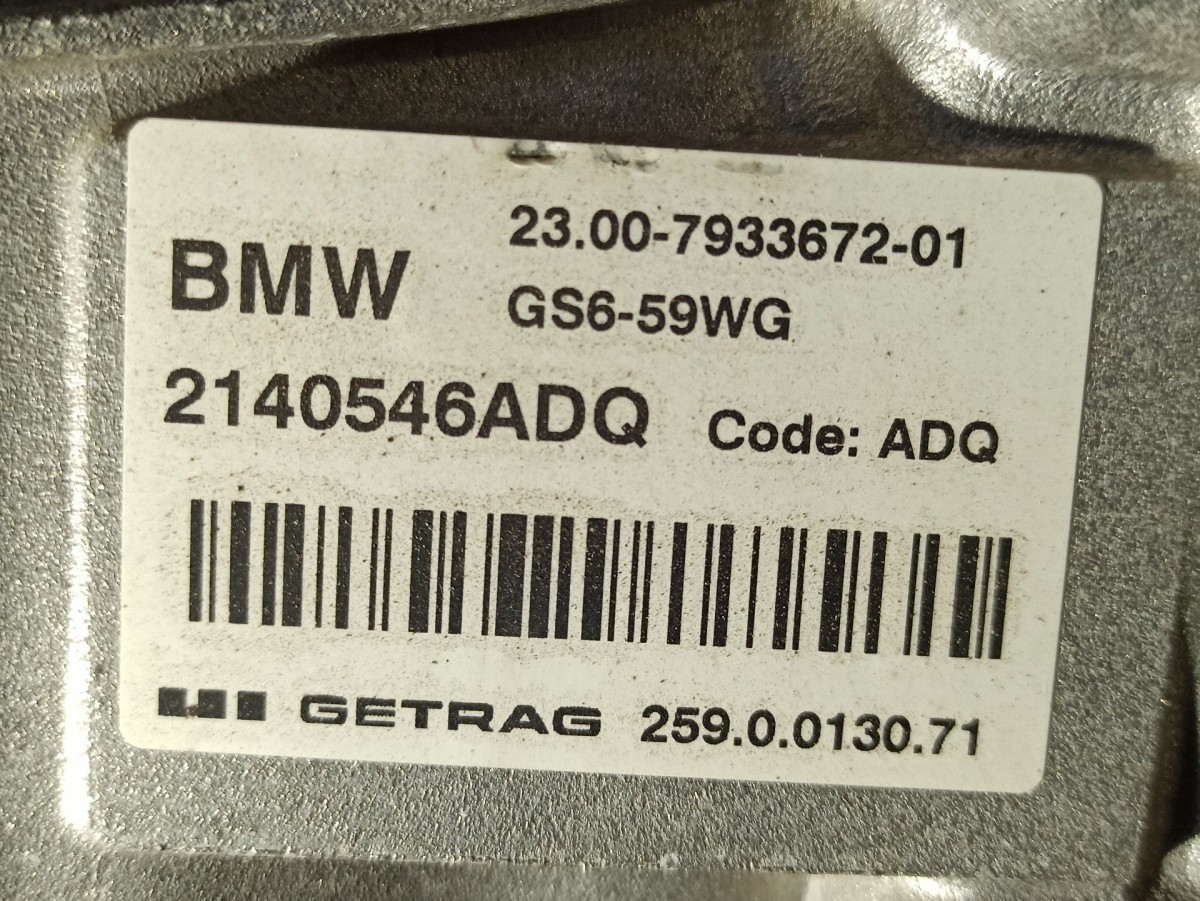 23.00-7933672-01
BMW GS6-59WG
2140546ADQ Code: ADQ
GETRAG 259.0.0130.71